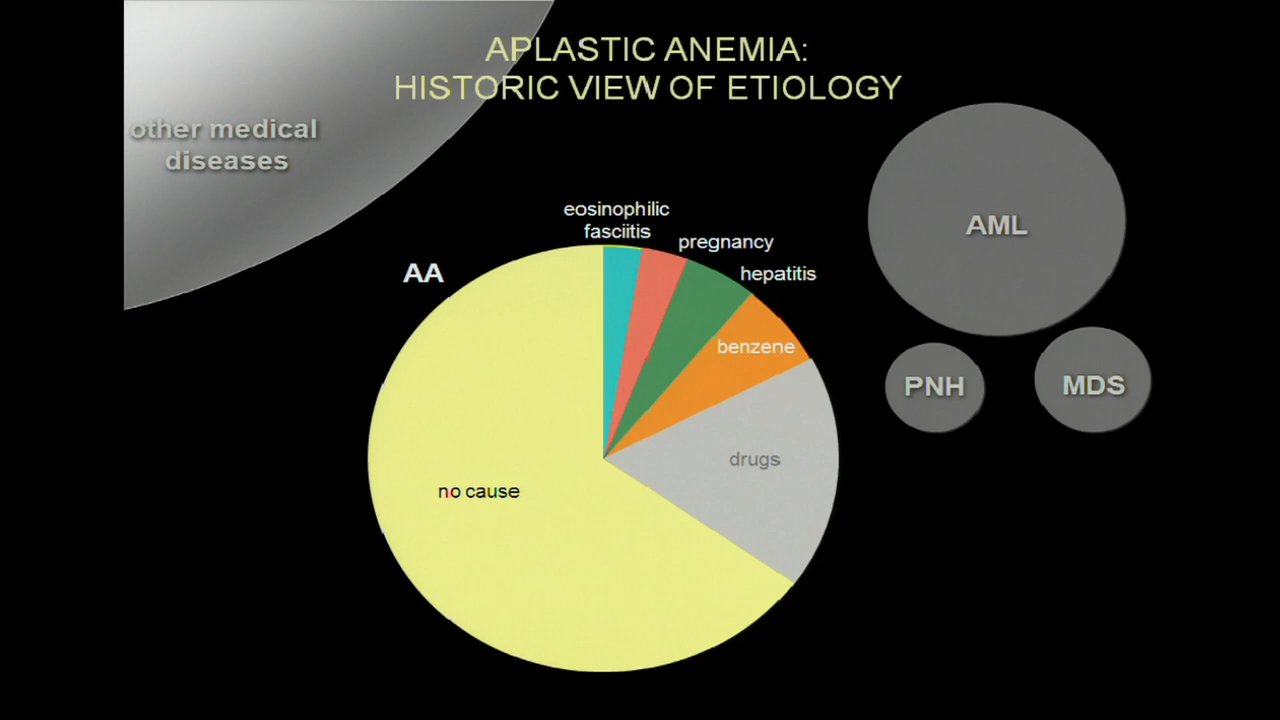 APLASTIC ANEMIA:
HISTORIC VIEW OF ETIOLOGY
other medical
diseases
AML
eosinophilic
fasciitis
pregnancy
AA
hepatitis
benzene
PNH
MDS
drugs
no cause